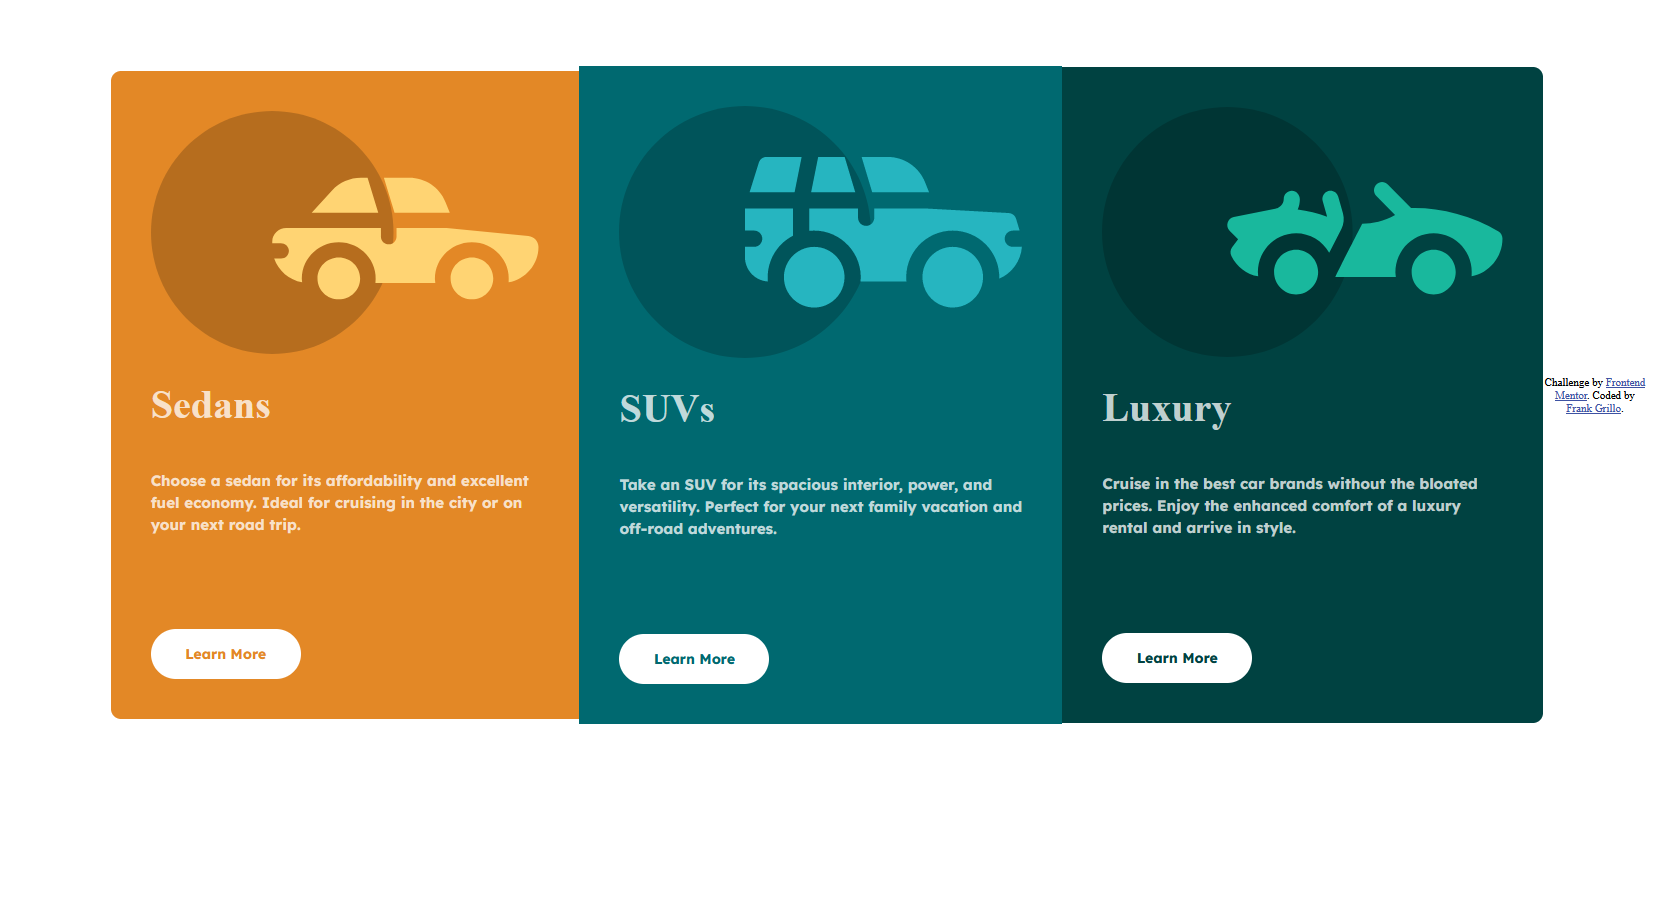 Sedans
Choose a sedan for its affordability and excellent
fuel economy. Ideal for cruising in the city or on
your next road trip.
Learn More
SUVs
Take an SUV for its spacious interior, power, and
versatility. Perfect for your next family vacation and
off-road adventures.
Learn More
Luxury
Cruise in the best car brands without the bloated
prices. Enjoy the enhanced comfort of a luxury
rental and arrive in style.
Learn More
Challenge by Frontend
Mentor. Coded by
Frank Grillo.